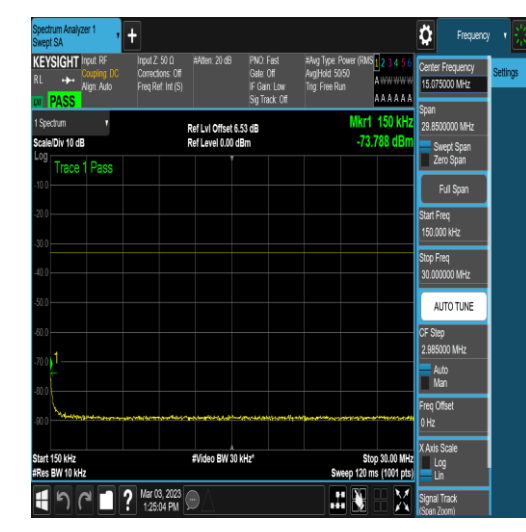 Spectrum Analyzer 1
Swept SA
Frequency
KEYSIGHT
RL
Input: RF
Coupling: DC
Align: Auto
Input Z: 50 Ω
Corrections: Off
Freq Ref: Int (S)
#Atten: 20 dB
PNO: Fast
Gate: Off
IF Gain: Low
Sig Track: Off
#Avg Type: Power (RMS
Avg|Hold: 50/50
Trig: Free Run
1 2 3 4 5 6
A W W W W W
A A A A A A
PASS
1 Spectrum
Scale/Div 10 dB
Ref Lvl Offset 6.53 dB
Ref Level 0.00 dBm
Mkr1 150 kHz
-73.788 dBm
Log
Trace 1 Pass
-10.0
-20.0
-30.0
-40.0
-50.0
-60.0
-70.0
-80.0
-90.0
1
Start 150 kHz
#Res BW 10 kHz
#Video BW 30 kHz*
Stop 30.00 MHz
Sweep 120 ms (1001 pts)
Mar 03, 2023
1:25:04 PM
Center Frequency
15.075000 MHz
Settings
Span
29.8500000 MHz
Swept Span
Zero Span
Full Span
Start Freq
150.000 kHz
Stop Freq
30.000000 MHz
AUTO TUNE
CF Step
2.985000 MHz
Auto
Man
Freq Offset
0 Hz
X Axis Scale
Log
Lin
Signal Track
(Span Zoom)